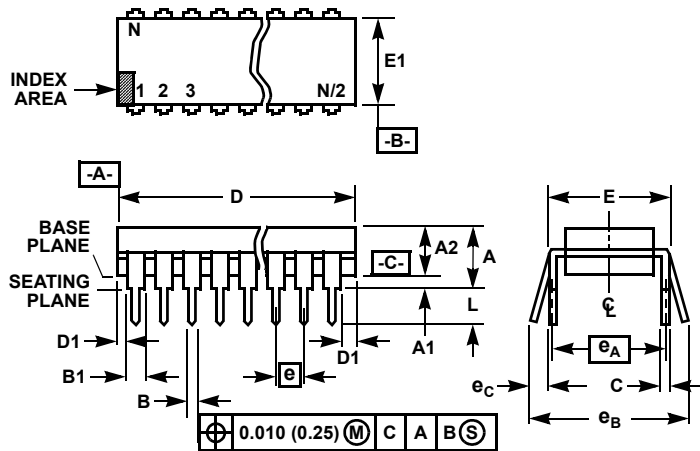 N
E1
INDEX
AREA
1 2 3 N/2
-B-
-A-
D
E
BASE
PLANE
A2
A
-C-
SEATING
PLANE
L
C
L
D1
A1
D1
e
eA
B1
eC
C
B
eB
0.010 (0.25) M C A B S